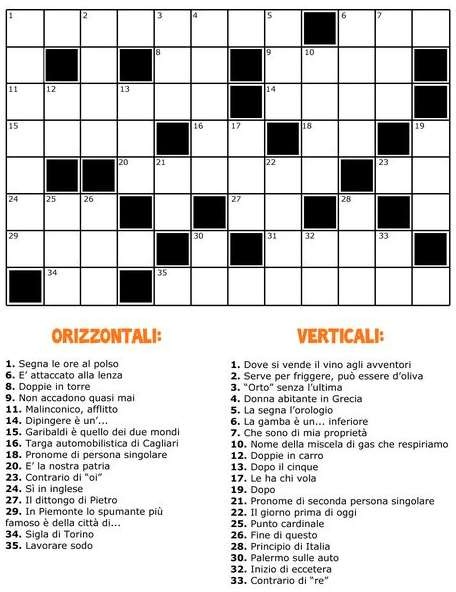 1 2 3 4 5 6 7
8 9 10
11 12 13 14
15 16 17 18 19
20 21 22 23
24 25 26 27 28
29 30 31 32 33
34 35
ORIZZONTALI:
1. Segna le ore al polso
6. E’ attaccato alla lenza
8. Doppie in torre
9. Non accadono quasi mai
11. Malinconico, afflitto
14. Dipingere è un’...
15. Garibaldi è quello dei due mondi
16. Targa automobilistica di Cagliari
18. Pronome di persona singolare
20. E’ la nostra patria
23. Contrario di “oi”
24. Sì in inglese
27. Il dittongo di Pietro
29. In Piemonte lo spumante più
famoso è della città di...
34. Sigla di Torino
35. Lavorare sodo
VERTICALI:
1. Dove si vende il vino agli avventori
2. Serve per friggere, può essere d’oliva
3. “Orto” senza l’ultima
4. Donna abitante in Grecia
5. La segna l’orologio
6. La gamba è un... inferiore
7. Che sono di mia proprietà
10. Nome della miscela di gas che respiriamo
12. Doppie in carro
13. Dopo il cinque
17. Le ha chi vola
19. Dopo
21. Pronome di seconda persona singolare
22. Il giorno prima di oggi
25. Punto cardinale
26. Fine di questo
28. Principio di Italia
30. Palermo sulle auto
32. Inizio di eccetera
33. Contrario di “re”